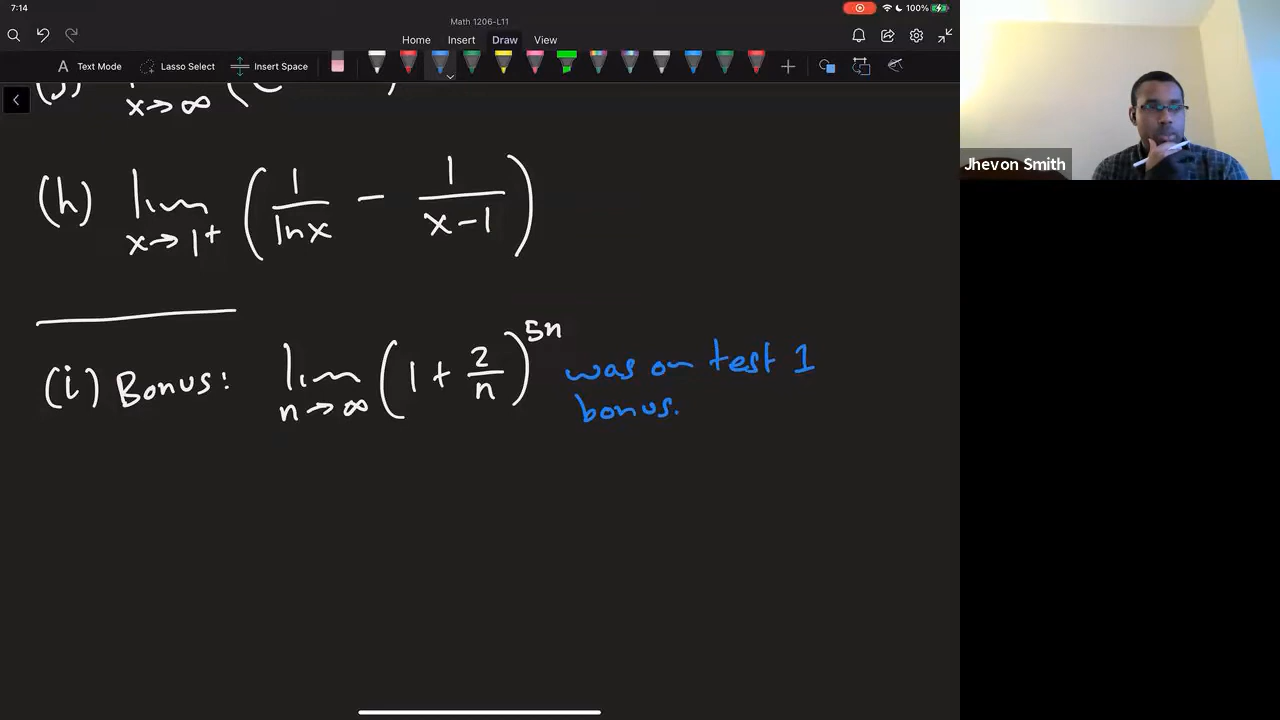 7:14
100%
Math 1206-L11
Home Insert Draw View
Text Mode Lasso Select Insert Space
x→∞
(h) lim x→1⁺ (1/lnx − 1/(x−1))
Jhevon Smith
(i) Bonus: lim n→∞ (1 + 2/n)^5n was on test 1
bonus.